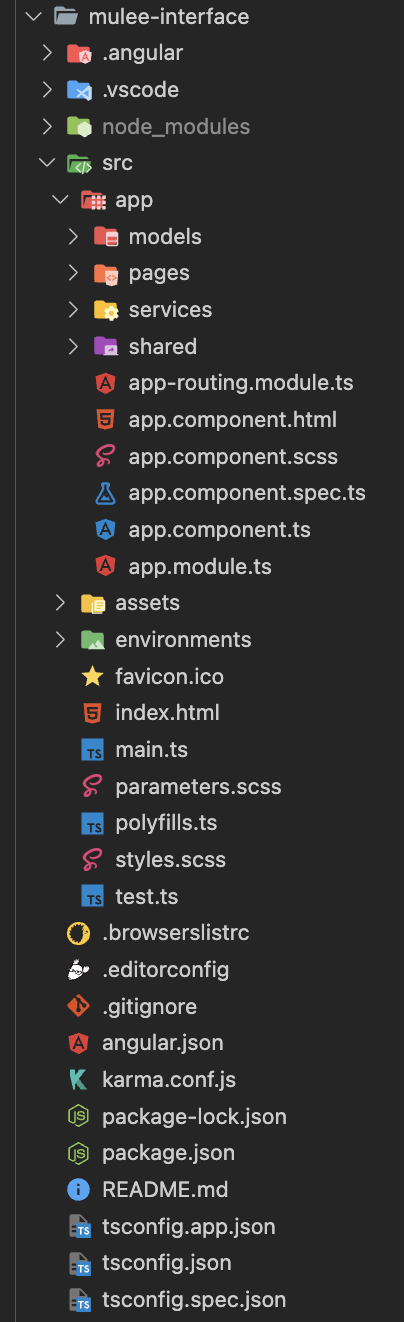 mulee-interface
.angular
.vscode
node_modules
src
app
models
pages
services
shared
app-routing.module.ts
app.component.html
app.component.scss
app.component.spec.ts
app.component.ts
app.module.ts
assets
environments
favicon.ico
index.html
main.ts
parameters.scss
polyfills.ts
styles.scss
test.ts
.browserslistrc
.editorconfig
.gitignore
angular.json
karma.conf.js
package-lock.json
package.json
README.md
tsconfig.app.json
tsconfig.json
tsconfig.spec.json